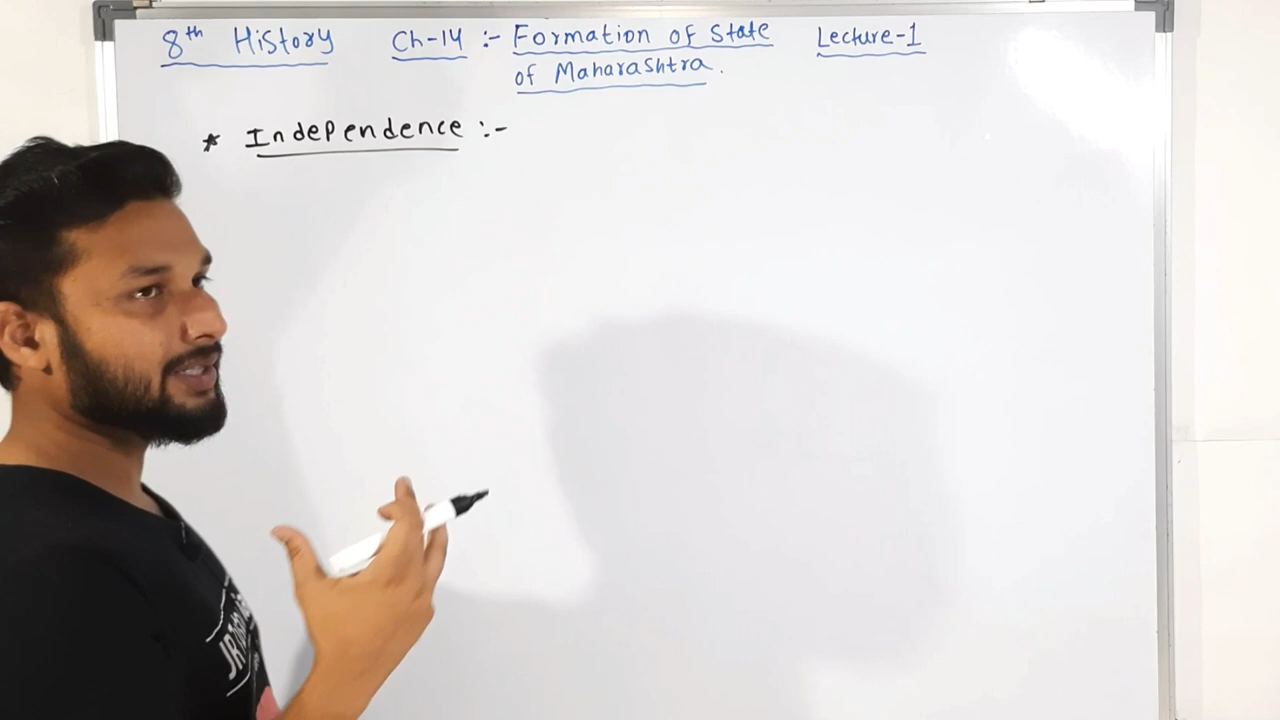 8th History Ch-14 :- Formation of State Lecture-1
of Maharashtra.
* Independence :-